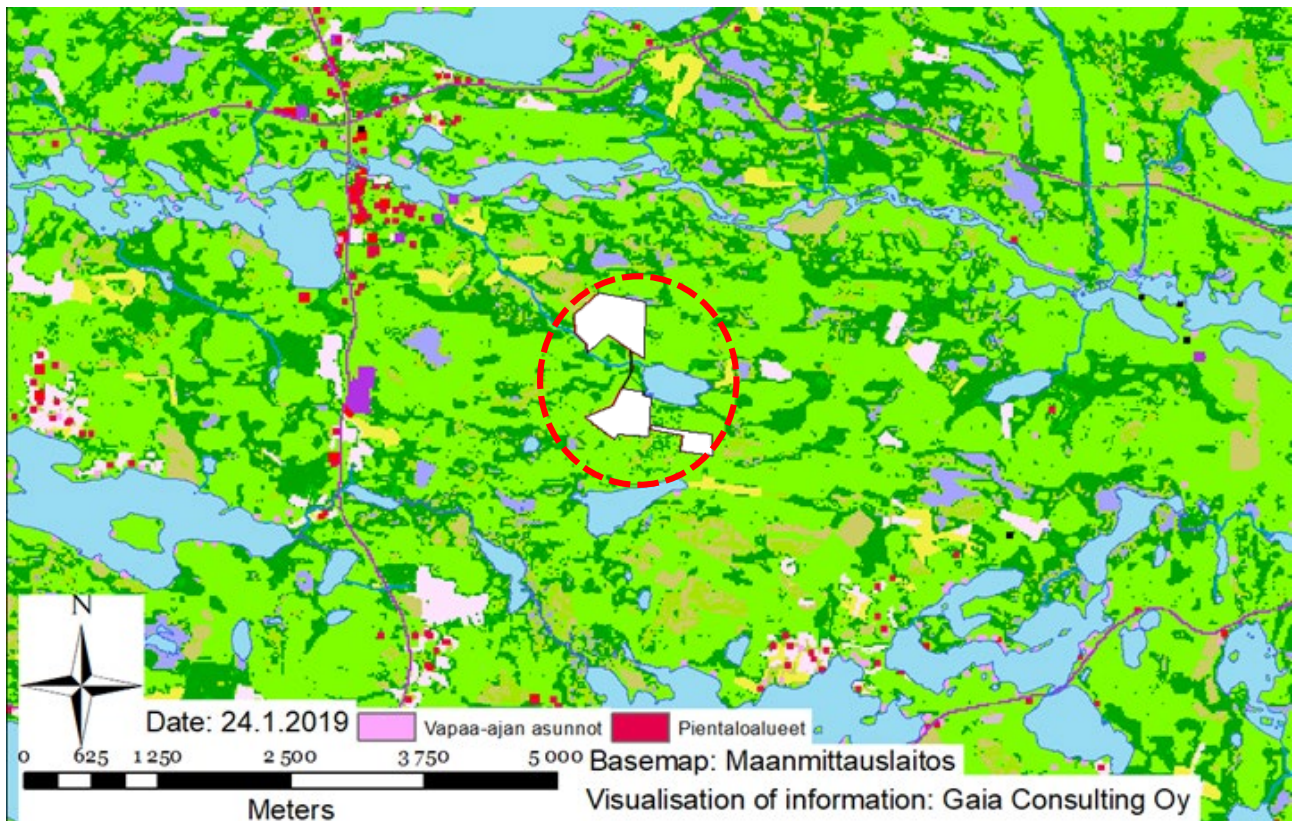 N
Date: 24.1.2019 Vapaa-ajan asunnot Pientaloalueet
0 625 1 250 2 500 3 750 5 000
Basemap: Maanmittauslaitos
Meters
Visualisation of information: Gaia Consulting Oy